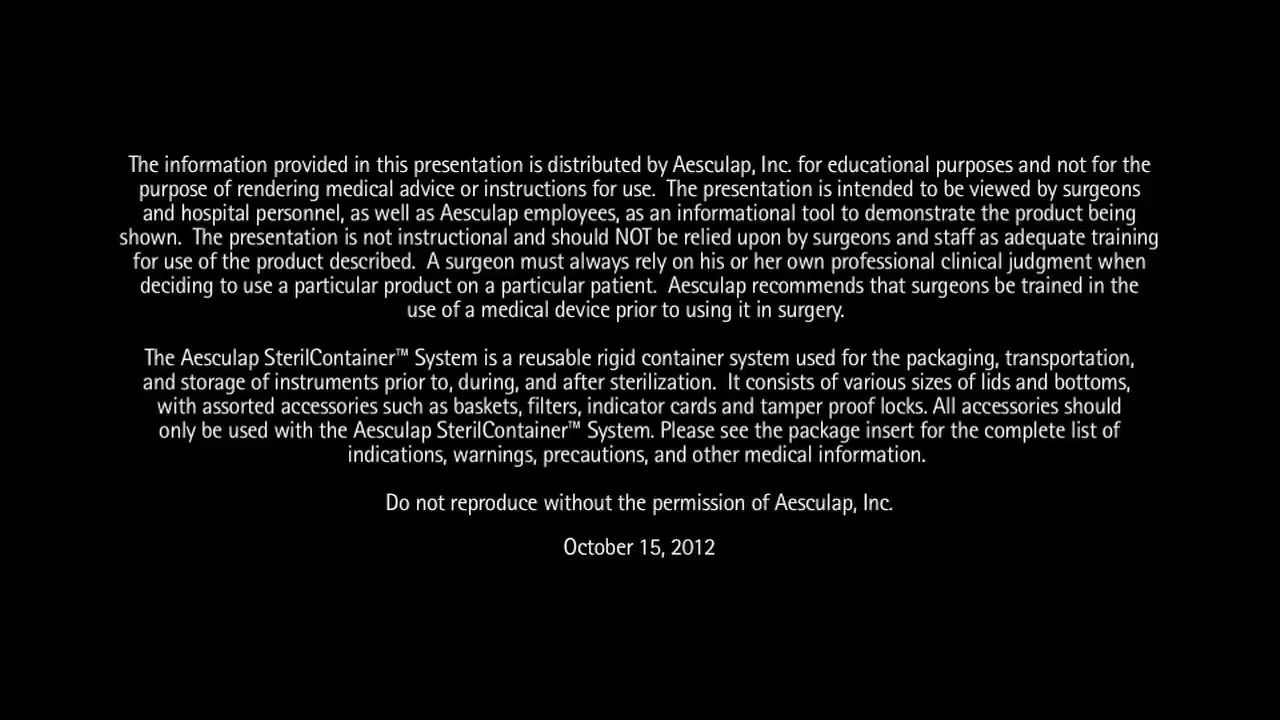 The information provided in this presentation is distributed by Aesculap, Inc. for educational purposes and not for the
purpose of rendering medical advice or instructions for use.  The presentation is intended to be viewed by surgeons
and hospital personnel, as well as Aesculap employees, as an informational tool to demonstrate the product being
shown.  The presentation is not instructional and should NOT be relied upon by surgeons and staff as adequate training
for use of the product described.  A surgeon must always rely on his or her own professional clinical judgment when
deciding to use a particular product on a particular patient.  Aesculap recommends that surgeons be trained in the
use of a medical device prior to using it in surgery.
The Aesculap SterilContainer™ System is a reusable rigid container system used for the packaging, transportation,
and storage of instruments prior to, during, and after sterilization.  It consists of various sizes of lids and bottoms,
with assorted accessories such as baskets, filters, indicator cards and tamper proof locks. All accessories should
only be used with the Aesculap SterilContainer™ System. Please see the package insert for the complete list of
indications, warnings, precautions, and other medical information.
Do not reproduce without the permission of Aesculap, Inc.
October 15, 2012